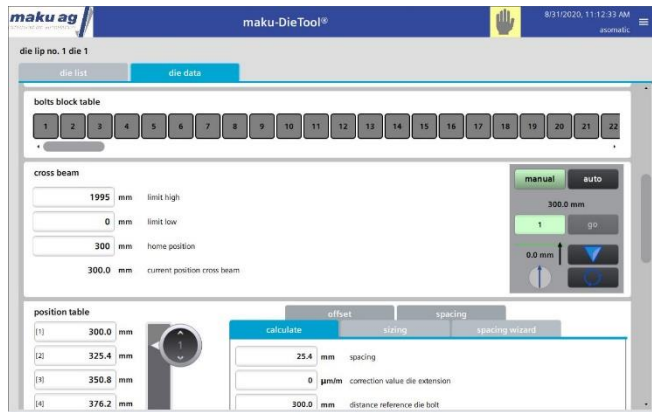 maku ag
maku-DieTool®
8/31/2020, 11:12:33 AM
asomatic
die lip no. 1 die 1
die list
die data
bolts block table
1 2 3 4 5 6 7 8 9 10 11 12 13 14 15 16 17 18 19 20 21 22
cross beam
1995 mm limit high
0 mm limit low
300 mm home position
300.0 mm current position cross beam
manual auto
300.0 mm
1 go
0.0 mm
position table
[1] 300.0 mm
[2] 325.4 mm
[3] 350.8 mm
[4] 376.2 mm
1
offset spacing
calculate sizing spacing wizard
25.4 mm spacing
0 µm/m correction value die extension
300.0 mm distance reference die bolt